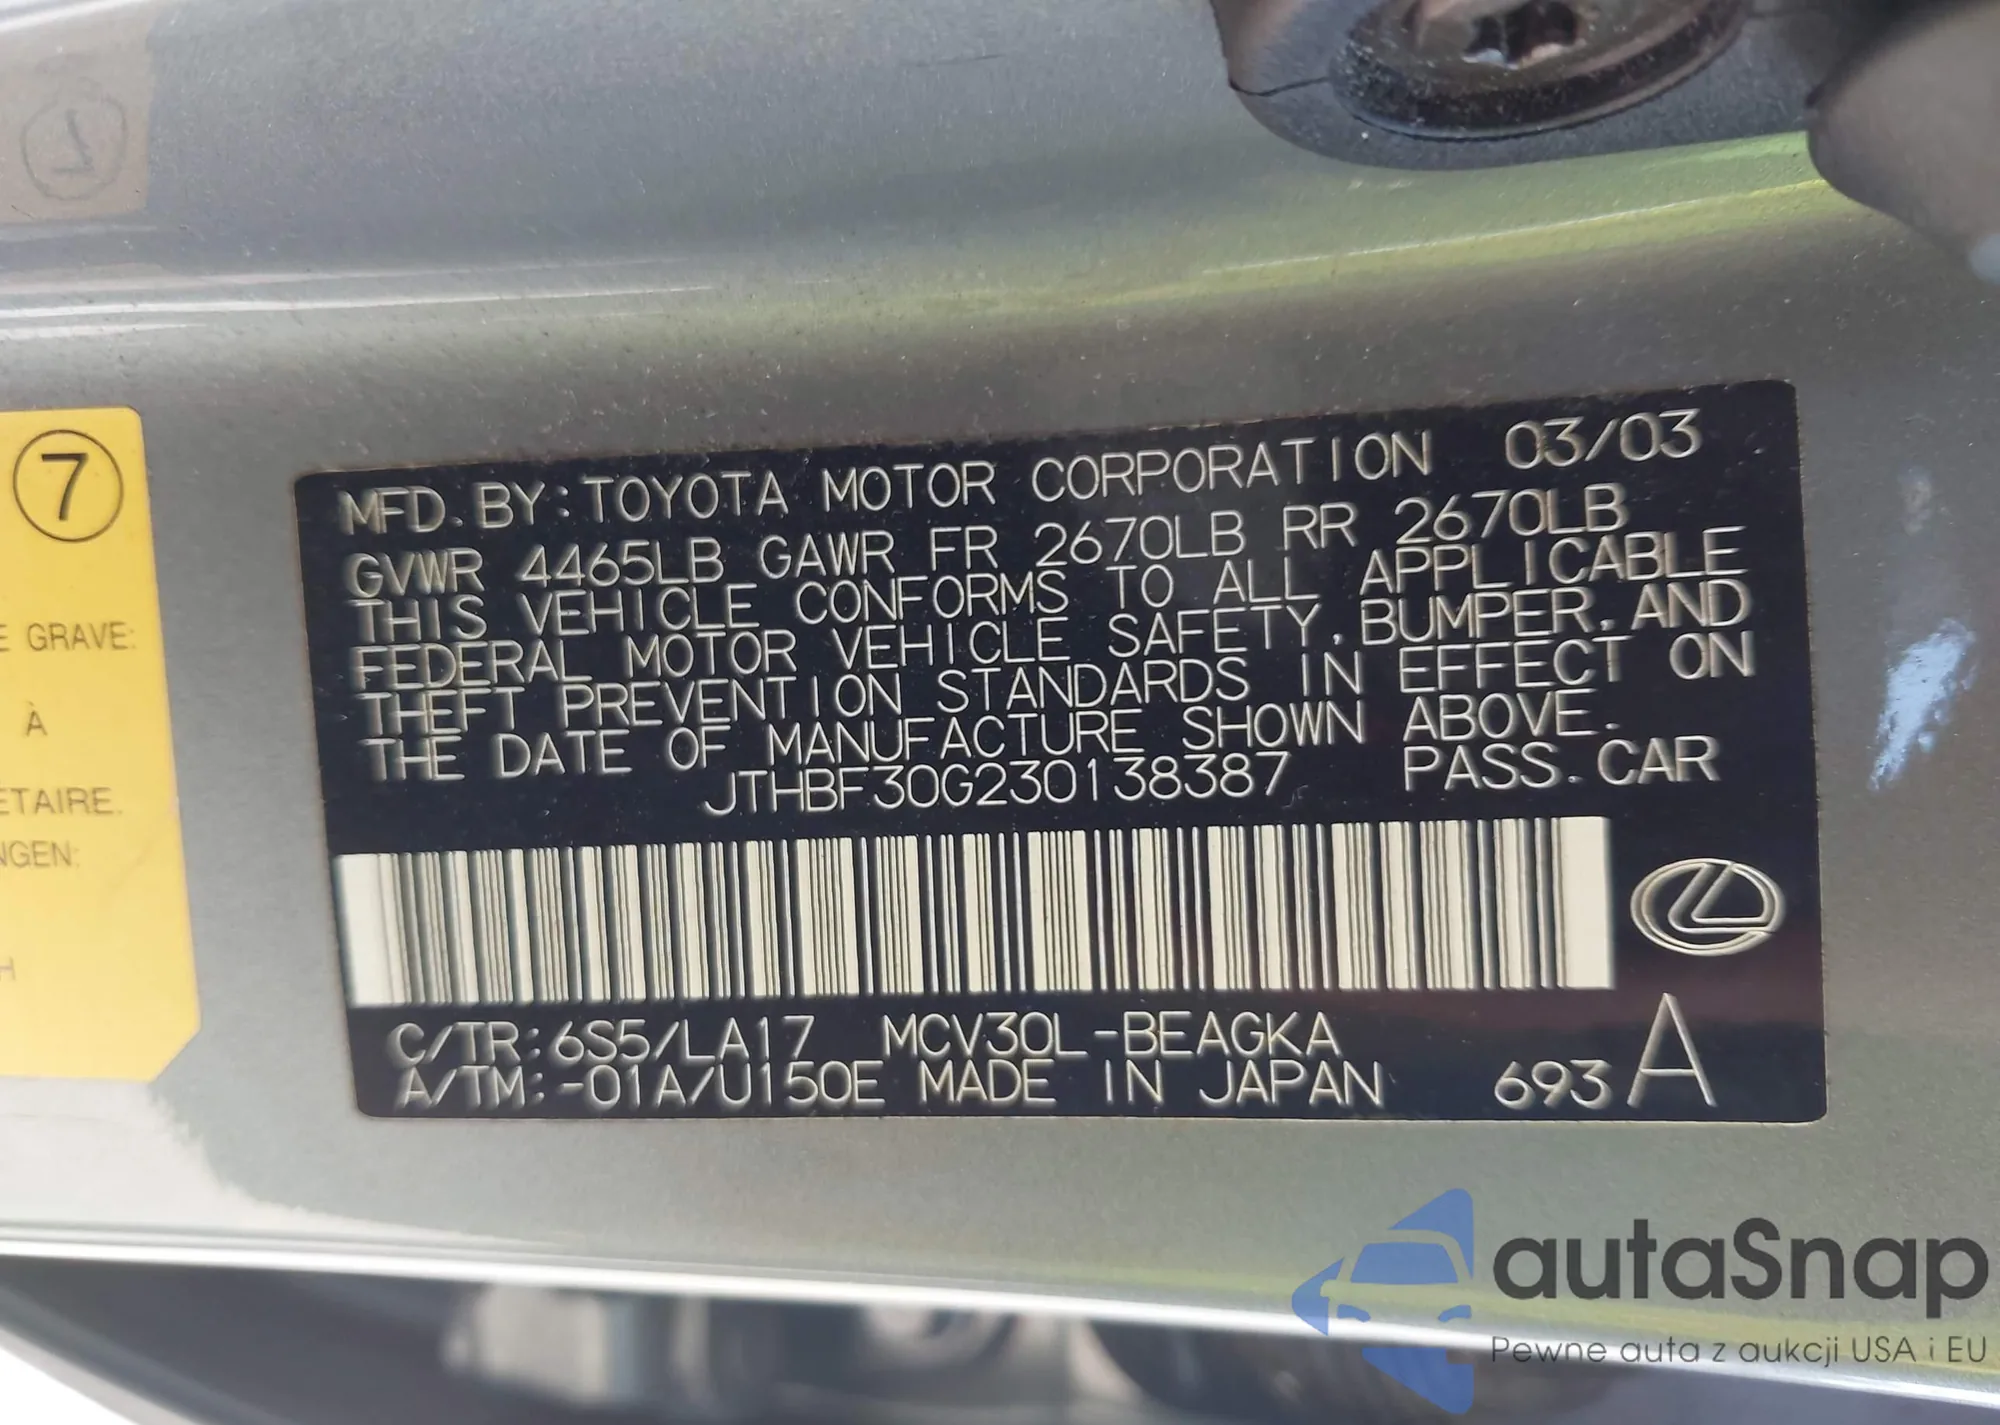 7
E GRAVE:
À
ETAIRE.
NGEN:
H
MFD. BY: TOYOTA MOTOR CORPORATION 03/03
GVWR 4465LB GAWR FR 2670LB RR 2670LB
THIS VEHICLE CONFORMS TO ALL APPLICABLE
FEDERAL MOTOR VEHICLE SAFETY, BUMPER, AND
THEFT PREVENTION STANDARDS IN EFFECT ON
THE DATE OF MANUFACTURE SHOWN ABOVE.
JTHBF30G230138387 PASS. CAR
C/TR:6S5/LA17 MCV30L-BEAGKA
A/TM:-01A/U150E MADE IN JAPAN 693 A
autaSnap
Pewne auta z aukcji USA i EU